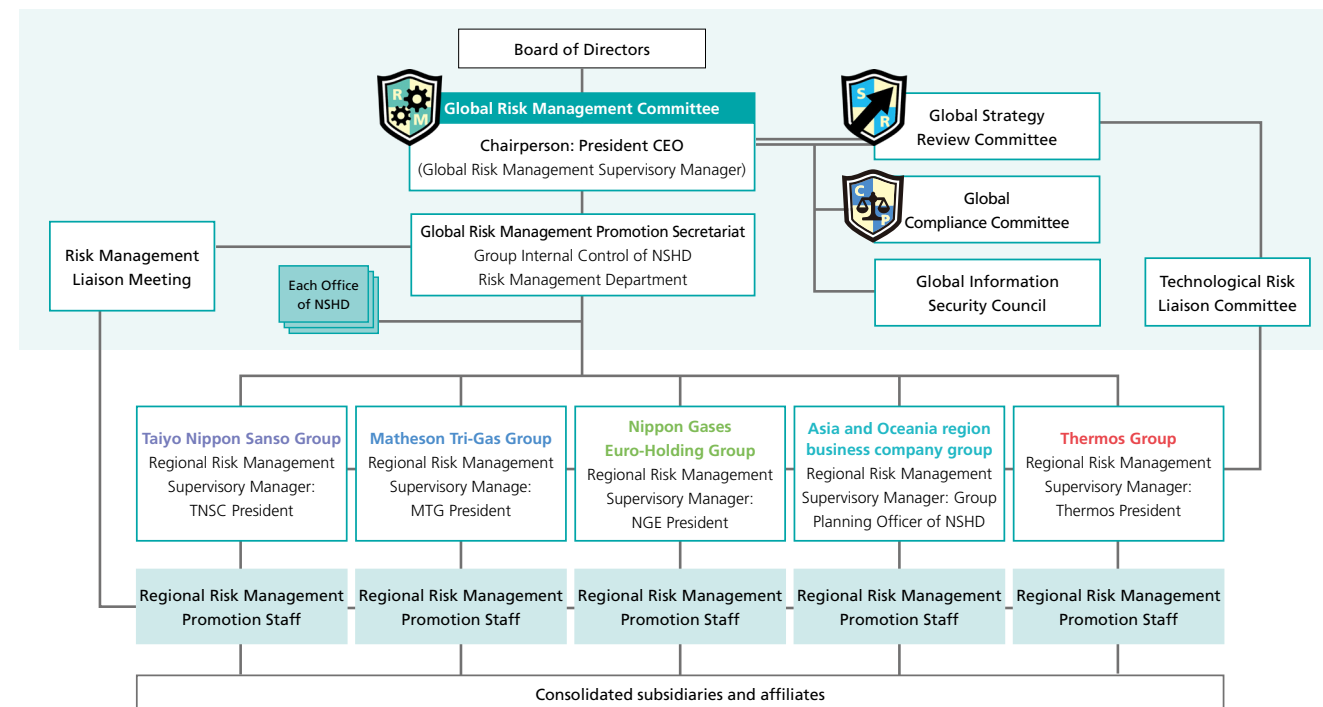 Board of Directors
R
M
Global Risk Management Committee
Chairperson: President CEO
(Global Risk Management Supervisory Manager)
S
R
Global Strategy
Review Committee
C
P
Global
Compliance Committee
Global Information
Security Council
Global Risk Management Promotion Secretariat
Group Internal Control of NSHD
Risk Management Department
Risk Management
Liaison Meeting
Each Office
of NSHD
Technological Risk
Liaison Committee
Taiyo Nippon Sanso Group
Regional Risk Management
Supervisory Manager:
TNSC President
Matheson Tri-Gas Group
Regional Risk Management
Supervisory Manage:
MTG President
Nippon Gases
Euro-Holding Group
Regional Risk Management
Supervisory Manager:
NGE President
Asia and Oceania region
business company group
Regional Risk Management
Supervisory Manager: Group
Planning Officer of NSHD
Thermos Group
Regional Risk Management
Supervisory Manager:
Thermos President
Regional Risk Management
Promotion Staff
Regional Risk Management
Promotion Staff
Regional Risk Management
Promotion Staff
Regional Risk Management
Promotion Staff
Regional Risk Management
Promotion Staff
Consolidated subsidiaries and affiliates